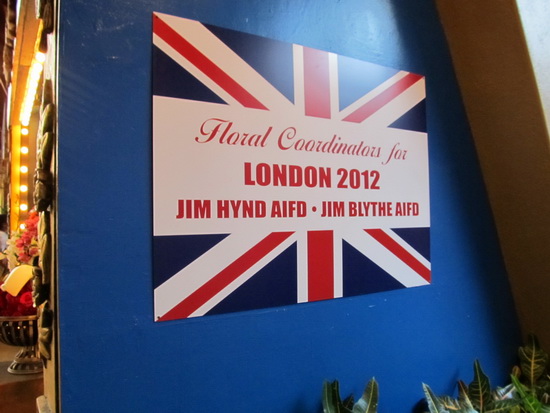 Floral Coordinators for
LONDON 2012
JIM HYND AIFD • JIM BLYTHE AIFD